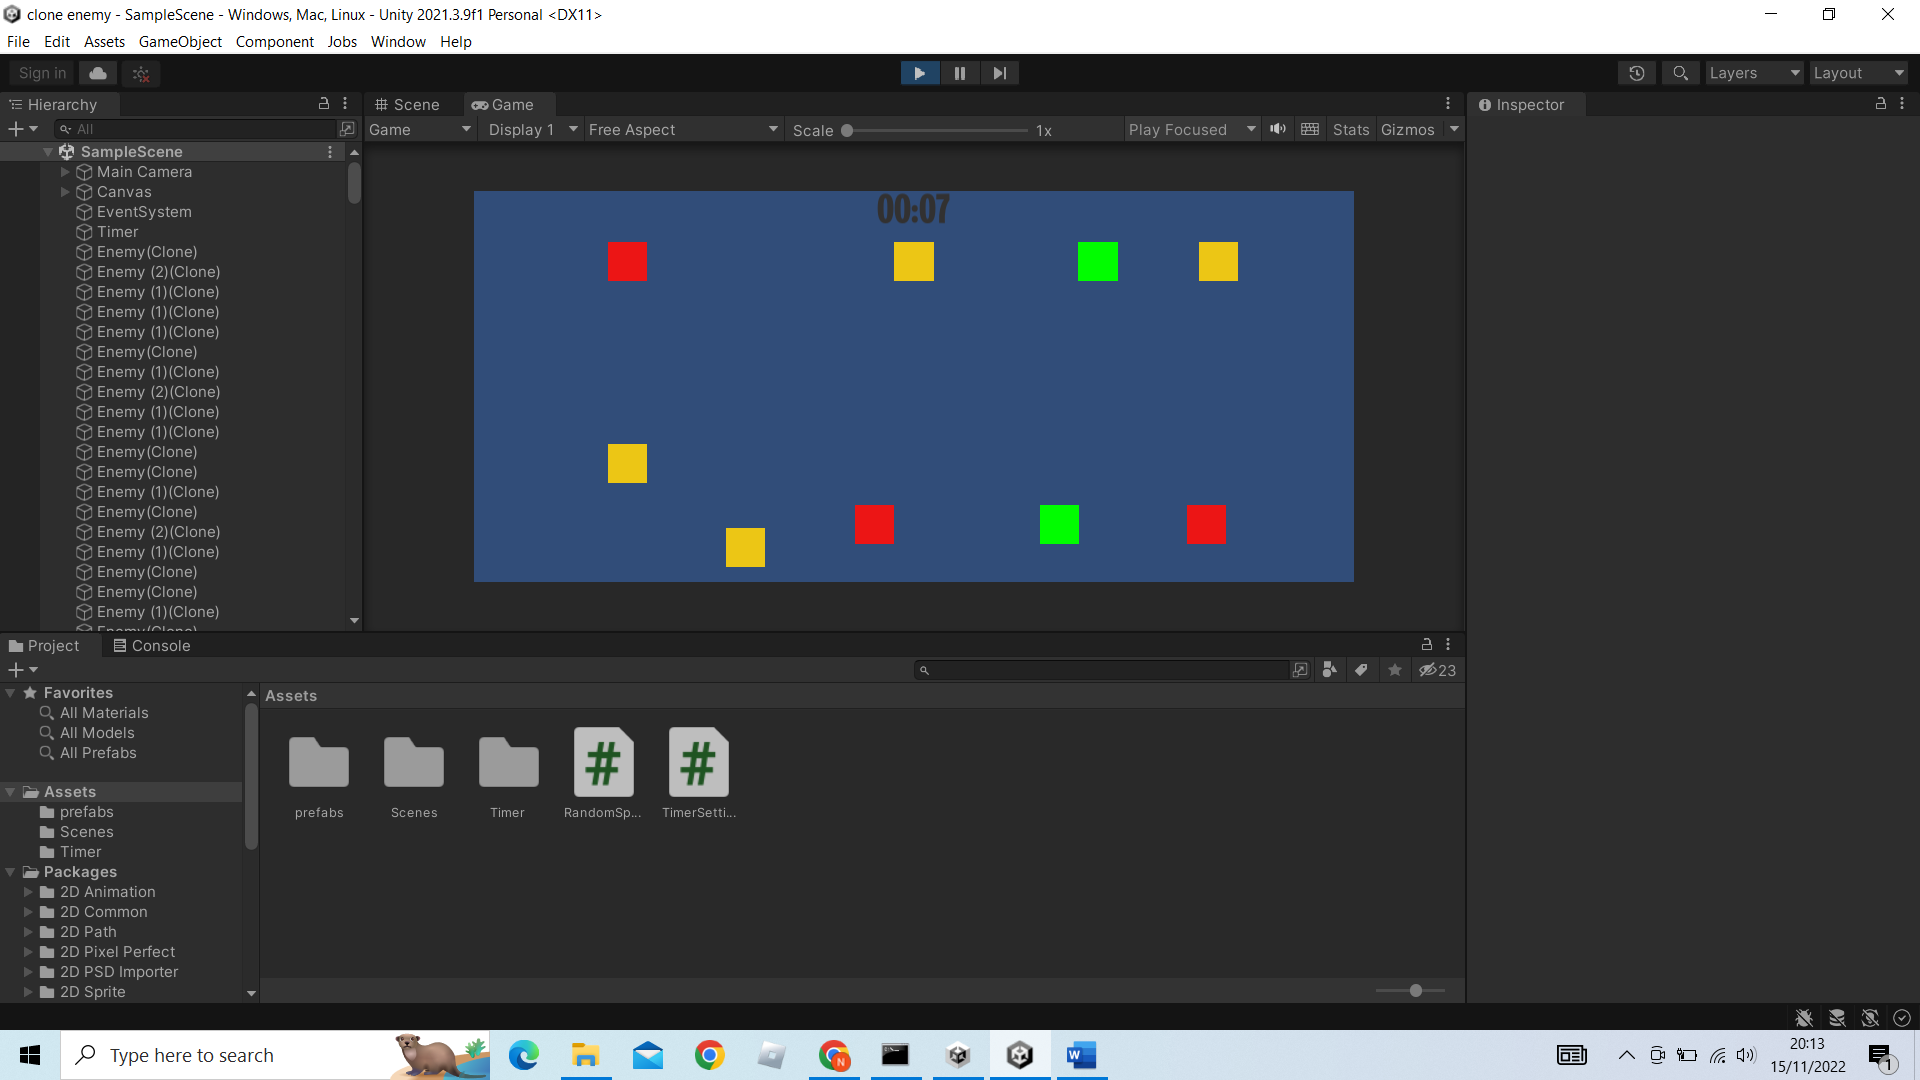 clone enemy - SampleScene - Windows, Mac, Linux - Unity 2021.3.9f1 Personal <DX11>
File Edit Assets GameObject Component Jobs Window Help
Sign in
Layers
Layout
Hierarchy
Scene
Game
Inspector
All
Game
Display 1
Free Aspect
Scale
1x
Play Focused
Stats
Gizmos
SampleScene
Main Camera
Canvas
EventSystem
Timer
Enemy(Clone)
Enemy (2)(Clone)
Enemy (1)(Clone)
Enemy (1)(Clone)
Enemy (1)(Clone)
Enemy(Clone)
Enemy (1)(Clone)
Enemy (2)(Clone)
Enemy (1)(Clone)
Enemy (1)(Clone)
Enemy(Clone)
Enemy(Clone)
Enemy (1)(Clone)
Enemy(Clone)
Enemy (2)(Clone)
Enemy (1)(Clone)
Enemy(Clone)
Enemy(Clone)
Enemy (1)(Clone)
Enemy(Clone)
00:07
Project
Console
23
Favorites
All Materials
All Models
All Prefabs
Assets
prefabs
Scenes
Timer
Packages
2D Animation
2D Common
2D Path
2D Pixel Perfect
2D PSD Importer
2D Sprite
Assets
#
#
prefabs
Scenes
Timer
RandomSp...
TimerSetti...
Type here to search
N
W
20:13
15/11/2022
1